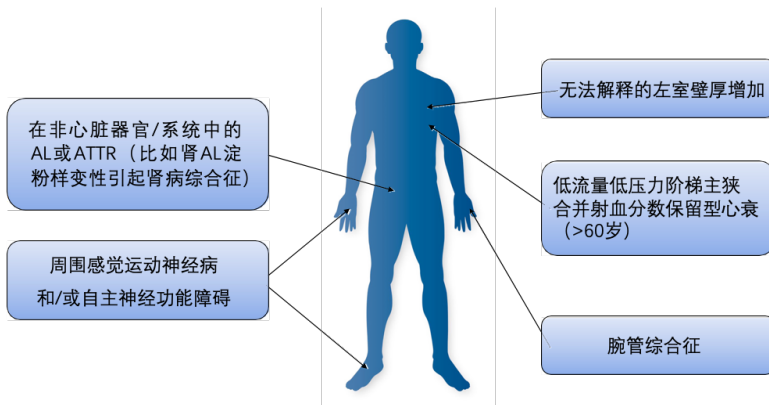 在非心脏器官/系统中的
AL或ATTR（比如肾AL淀
粉样变性引起肾病综合征）
周围感觉运动神经病
和/或自主神经功能障碍
无法解释的左室壁厚增加
低流量低压力阶梯主狭
合并射血分数保留型心衰
（>60岁）
腕管综合征